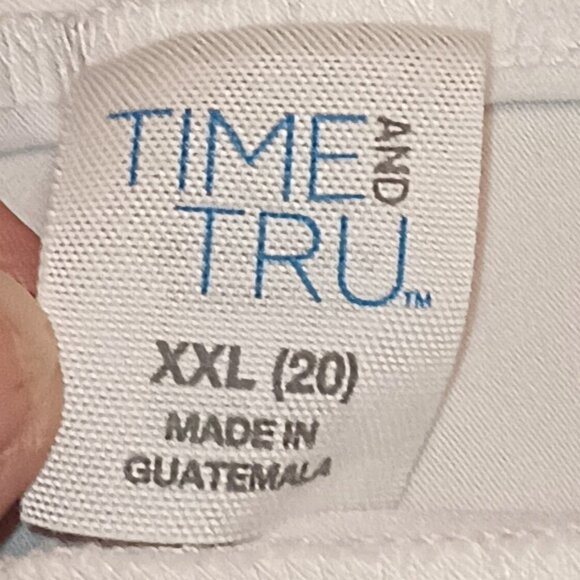 TIME AND
TRU™
XXL (20)
MADE IN
GUATEMALA